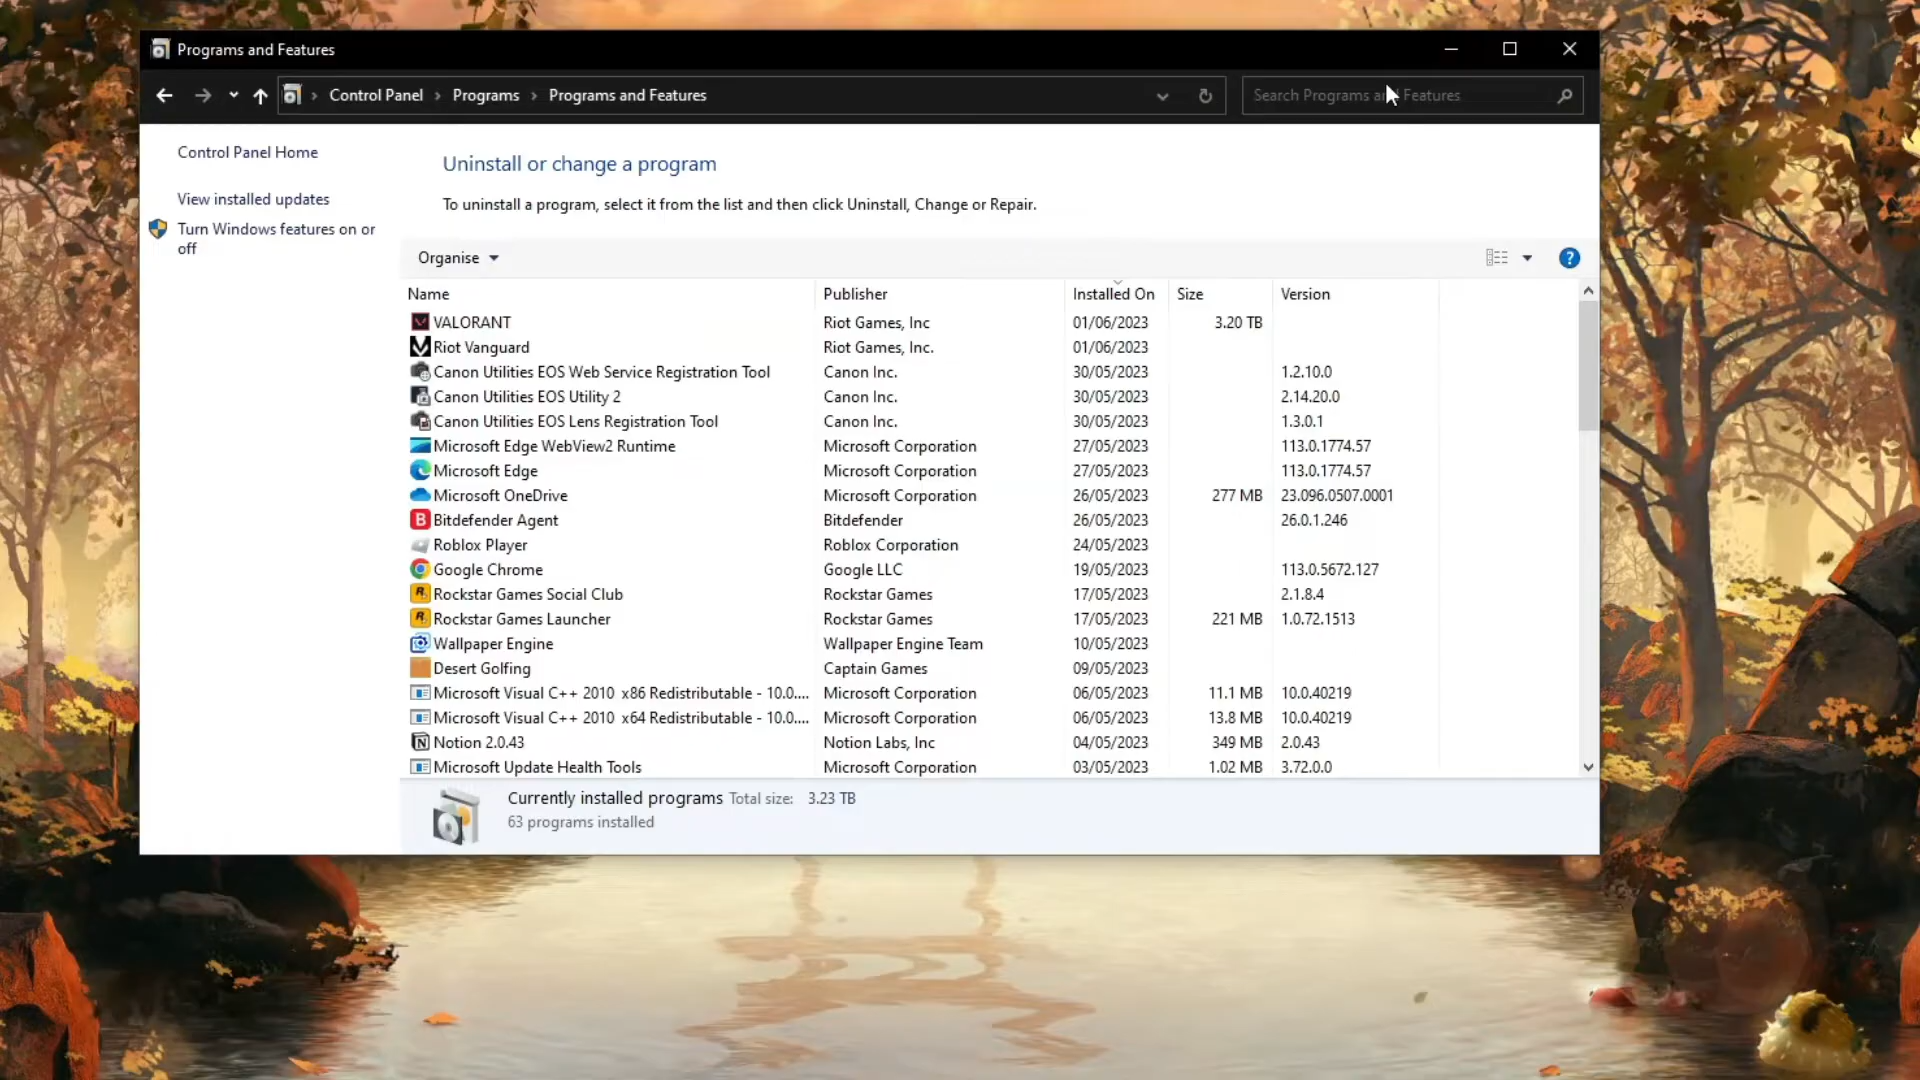 Programs and Features
Control Panel > Programs > Programs and Features
Search Programs and Features
Control Panel Home
View installed updates
Turn Windows features on or
off
Uninstall or change a program
To uninstall a program, select it from the list and then click Uninstall, Change or Repair.
Organise
Name Publisher Installed On Size Version
VALORANT Riot Games, Inc 01/06/2023 3.20 TB
Riot Vanguard Riot Games, Inc. 01/06/2023
Canon Utilities EOS Web Service Registration Tool Canon Inc. 30/05/2023 1.2.10.0
Canon Utilities EOS Utility 2 Canon Inc. 30/05/2023 2.14.20.0
Canon Utilities EOS Lens Registration Tool Canon Inc. 30/05/2023 1.3.0.1
Microsoft Edge WebView2 Runtime Microsoft Corporation 27/05/2023 113.0.1774.57
Microsoft Edge Microsoft Corporation 27/05/2023 113.0.1774.57
Microsoft OneDrive Microsoft Corporation 26/05/2023 277 MB 23.096.0507.0001
Bitdefender Agent Bitdefender 26/05/2023 26.0.1.246
Roblox Player Roblox Corporation 24/05/2023
Google Chrome Google LLC 19/05/2023 113.0.5672.127
Rockstar Games Social Club Rockstar Games 17/05/2023 2.1.8.4
Rockstar Games Launcher Rockstar Games 17/05/2023 221 MB 1.0.72.1513
Wallpaper Engine Wallpaper Engine Team 10/05/2023
Desert Golfing Captain Games 09/05/2023
Microsoft Visual C++ 2010 x86 Redistributable - 10.0.... Microsoft Corporation 06/05/2023 11.1 MB 10.0.40219
Microsoft Visual C++ 2010 x64 Redistributable - 10.0.... Microsoft Corporation 06/05/2023 13.8 MB 10.0.40219
Notion 2.0.43 Notion Labs, Inc 04/05/2023 349 MB 2.0.43
Microsoft Update Health Tools Microsoft Corporation 03/05/2023 1.02 MB 3.72.0.0
Currently installed programs Total size: 3.23 TB
63 programs installed